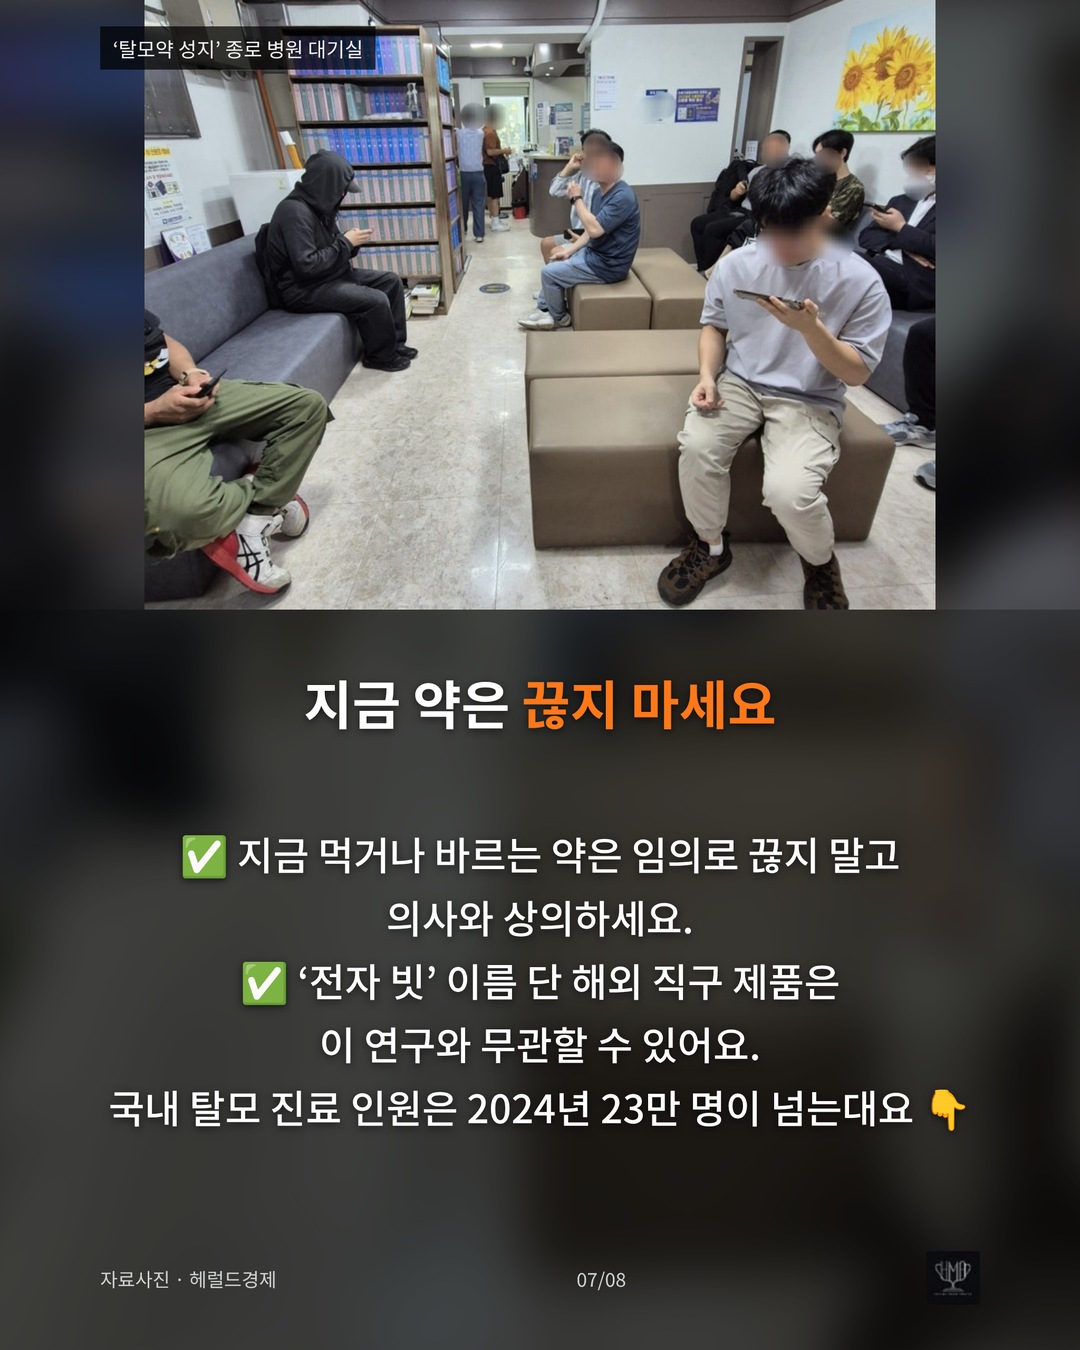 ‘탈모약 성지’ 종로 병원 대기실
지금 약은 끊지 마세요
✅ 지금 먹거나 바르는 약은 임의로 끊지 말고
의사와 상의하세요.
✅ ‘전자 빗’ 이름 단 해외 직구 제품은
이 연구와 무관할 수 있어요.
국내 탈모 진료 인원은 2024년 23만 명이 넘는대요 👇
자료사진 · 헤럴드경제
07/08